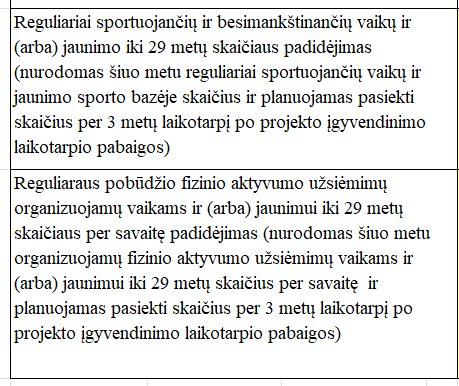 Reguliariai sportuojančių ir besimankštinančių vaikų ir
(arba) jaunimo iki 29 metų skaičiaus padidėjimas
(nurodomas šiuo metu reguliariai sportuojančių vaikų ir
jaunimo sporto bazėje skaičius ir planuojamas pasiekti
skaičius per 3 metų laikotarpį po projekto įgyvendinimo
laikotarpio pabaigos)
Reguliaraus pobūdžio fizinio aktyvumo užsiėmimų
organizuojamų vaikams ir (arba) jaunimui iki 29 metų
skaičiaus per savaitę padidėjimas (nurodomas šiuo metu
organizuojamų fizinio aktyvumo užsiėmimų vaikams ir
(arba) jaunimui iki 29 metų skaičius per savaitę ir
planuojamas pasiekti skaičius per 3 metų laikotarpį po
projekto įgyvendinimo laikotarpio pabaigos)